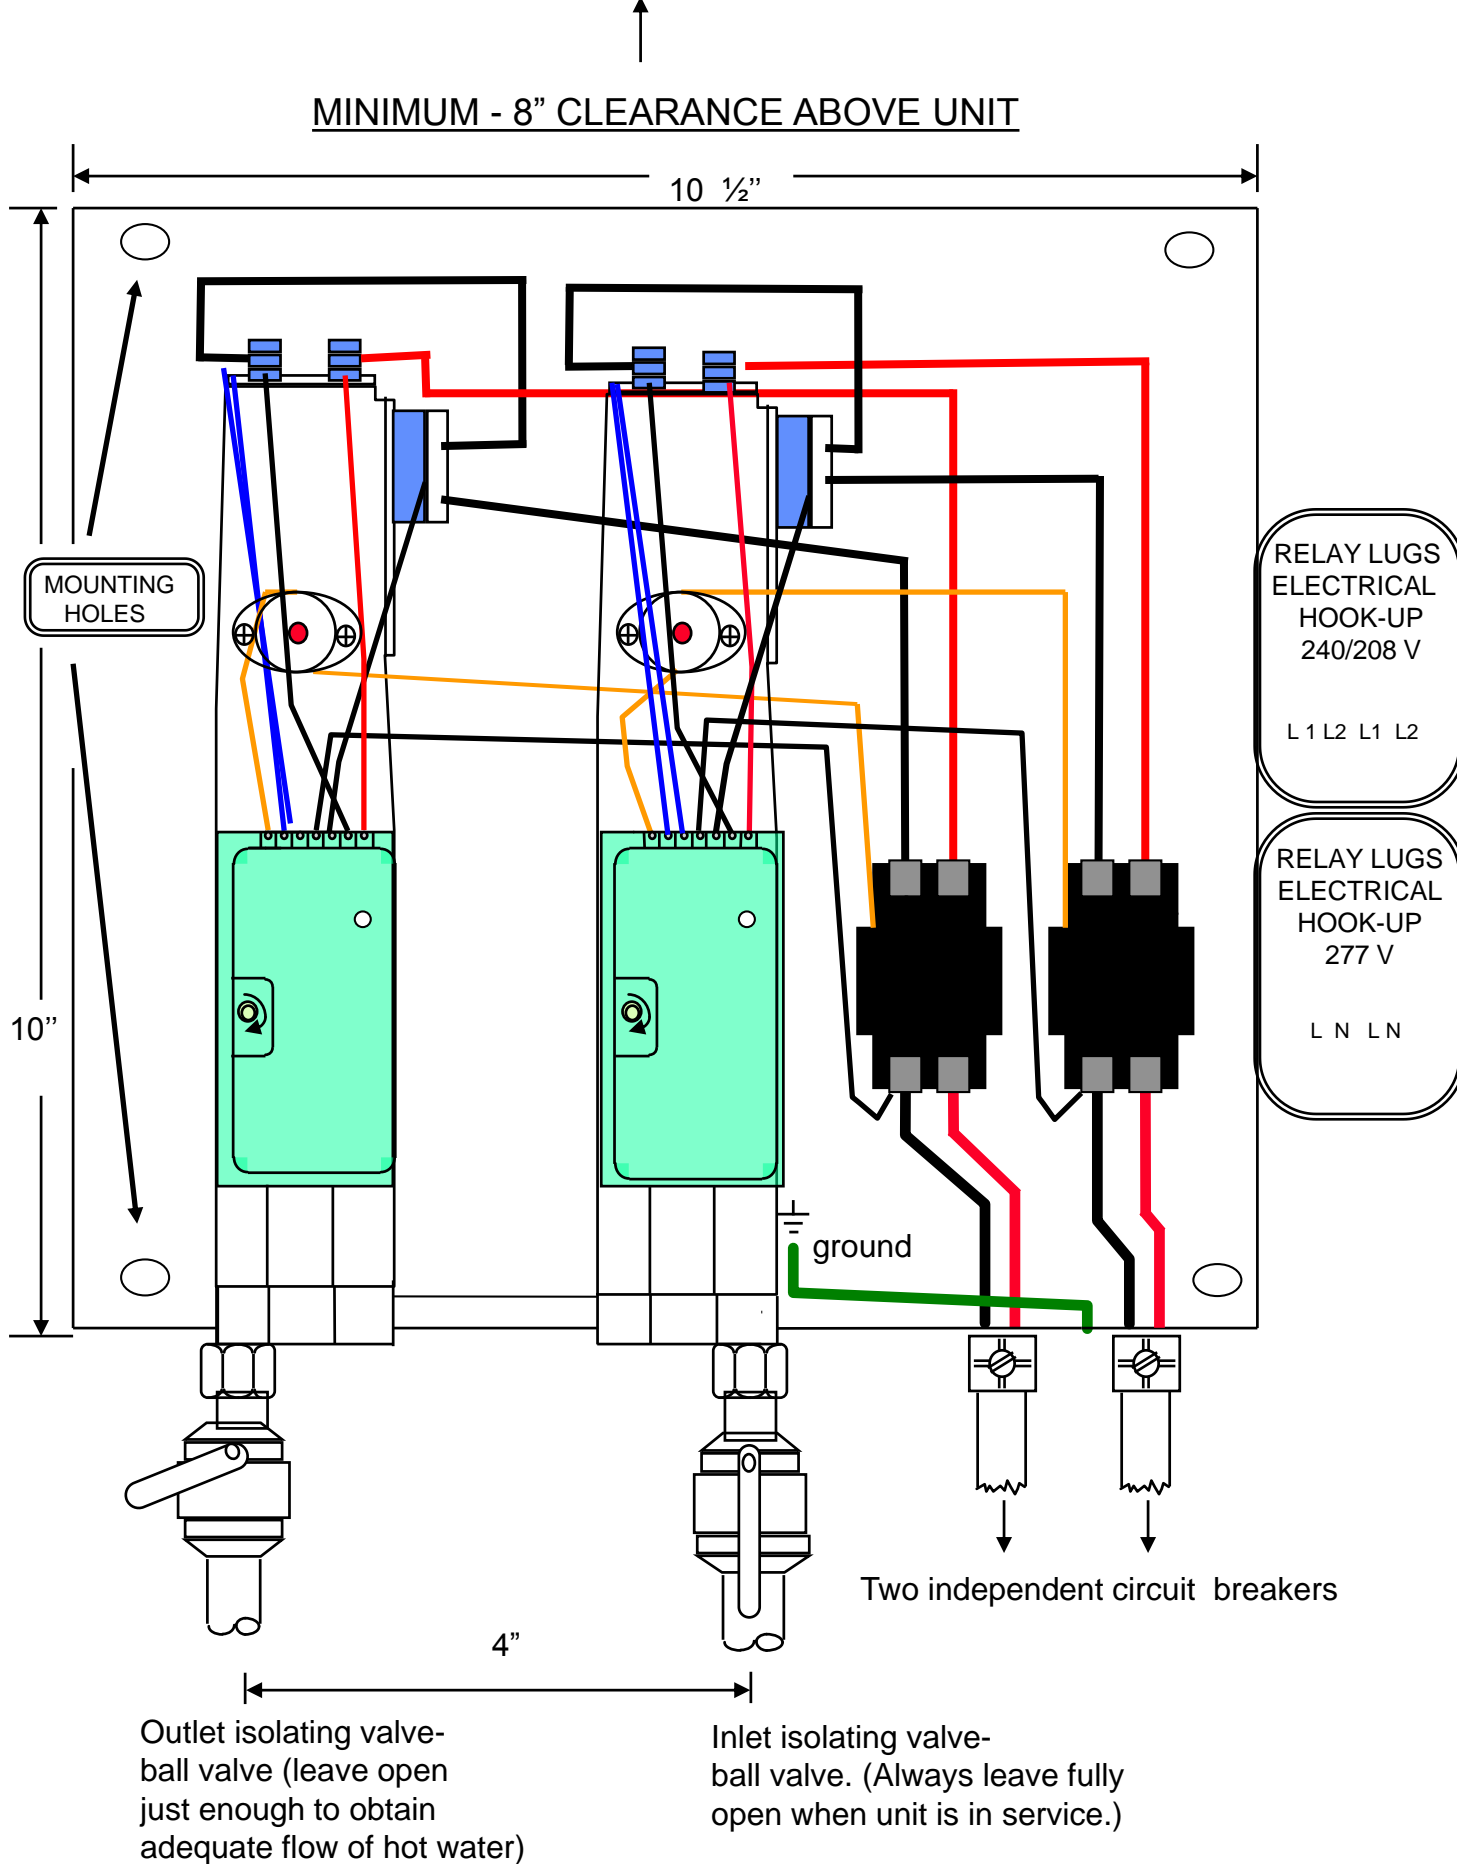 MINIMUM - 8” CLEARANCE ABOVE UNIT
10 ½’’
MOUNTING
HOLES
RELAY LUGS
ELECTRICAL
HOOK-UP
240/208 V
L 1 L2 L1 L2
RELAY LUGS
ELECTRICAL
HOOK-UP
277 V
L N L N
10’’
ground
Two independent circuit breakers
4”
Outlet isolating valve-
ball valve (leave open
just enough to obtain
adequate flow of hot water)
Inlet isolating valve-
ball valve. (Always leave fully
open when unit is in service.)